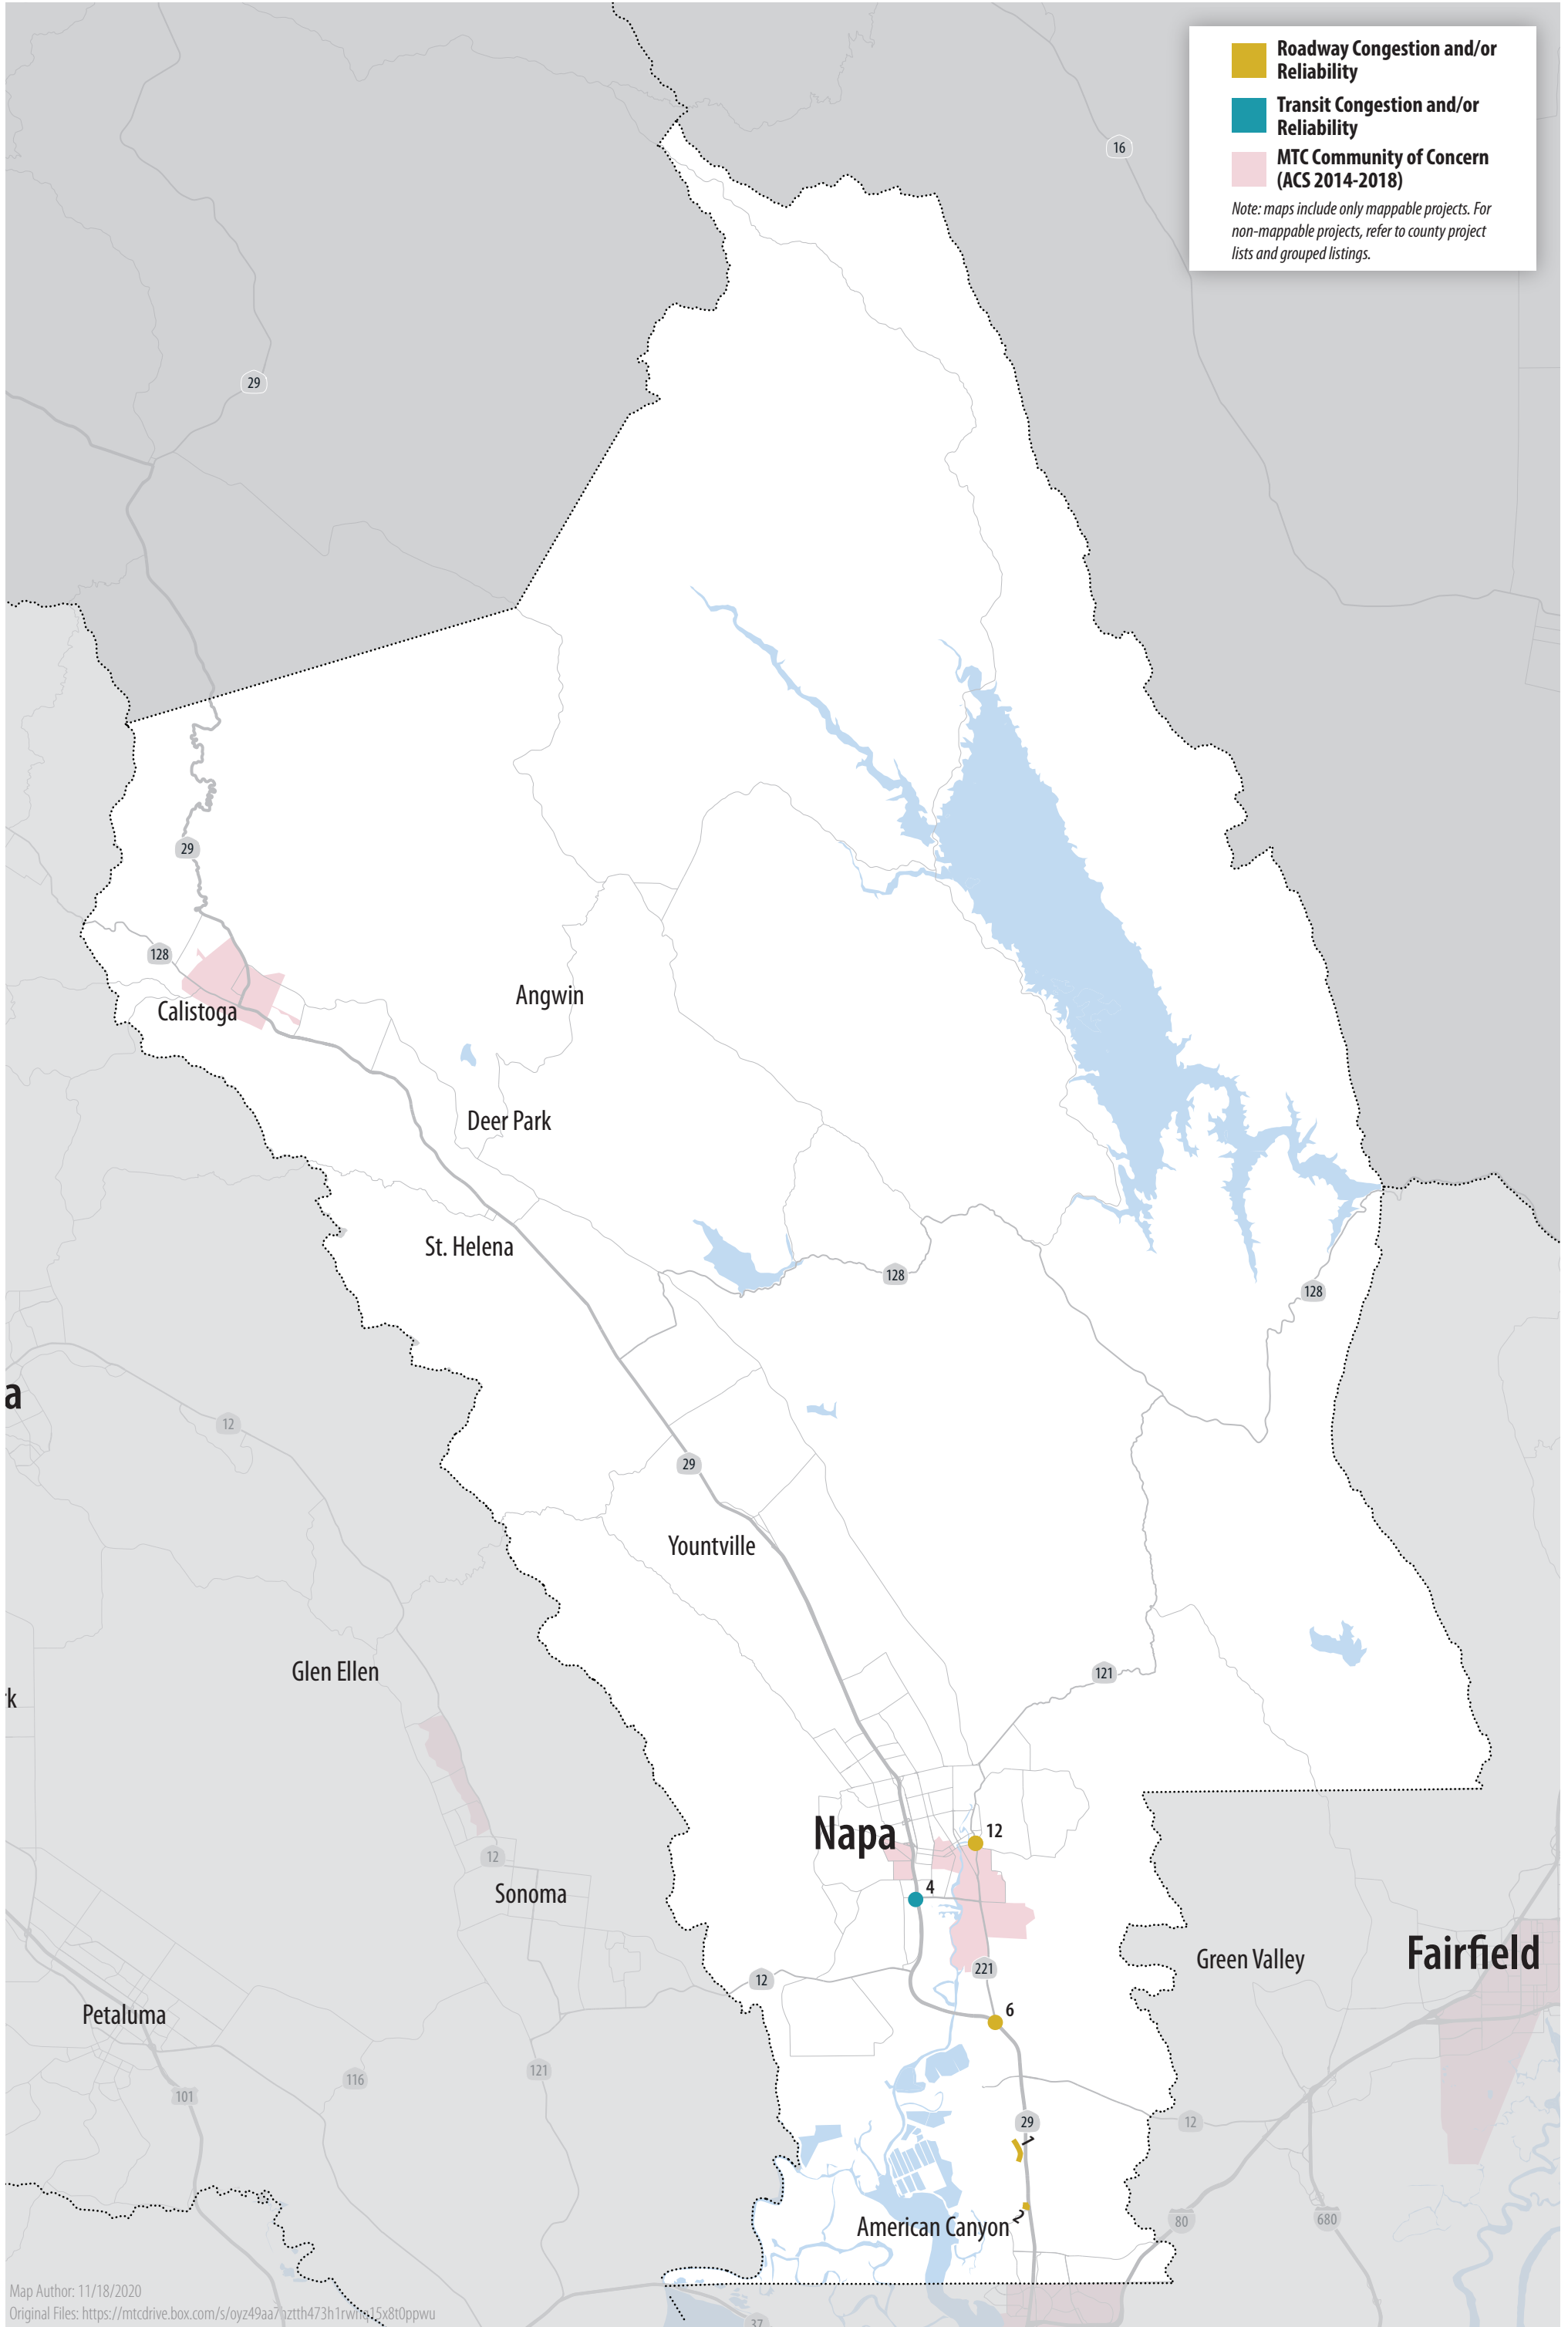 Roadway Congestion and/or
Reliability
Transit Congestion and/or
Reliability
MTC Community of Concern
(ACS 2014-2018)
Note: maps include only mappable projects. For
non-mappable projects, refer to county project
lists and grouped listings.
16
29
29
128
Calistoga
Angwin
Deer Park
St. Helena
128
128
a
12
29
Yountville
Glen Ellen
121
k
Napa
12
12
4
Sonoma
Green Valley
Fairfield
221
12
6
Petaluma
121
116
101
29
12
1
2
American Canyon
80
680
Map Author: 11/18/2020
Original Files:
37